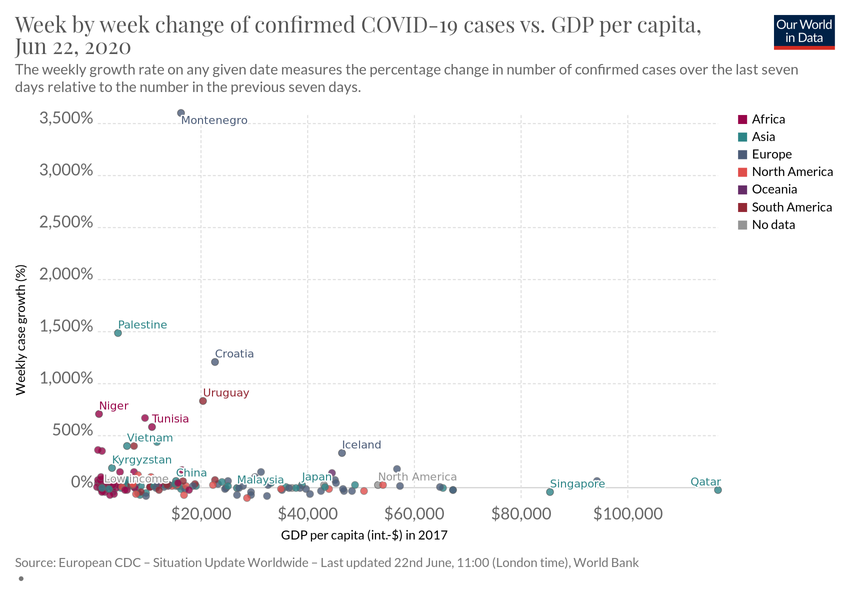 Week by week change of confirmed COVID-19 cases vs. GDP per capita,
Jun 22, 2020
Our World
in Data
The weekly growth rate on any given date measures the percentage change in number of confirmed cases over the last seven
days relative to the number in the previous seven days.
3,500%
3,000%
2,500%
2,000%
1,500%
1,000%
500%
0%
Weekly case growth (%)
Montenegro
Palestine
Croatia
Uruguay
Niger
Tunisia
Vietnam
Iceland
Kyrgyzstan
China
Low income
Malaysia
Japan
North America
Singapore
Qatar
Africa
Asia
Europe
North America
Oceania
South America
No data
$20,000
$40,000
$60,000
$80,000
$100,000
GDP per capita (int.-$) in 2017
Source: European CDC – Situation Update Worldwide – Last updated 22nd June, 11:00 (London time), World Bank